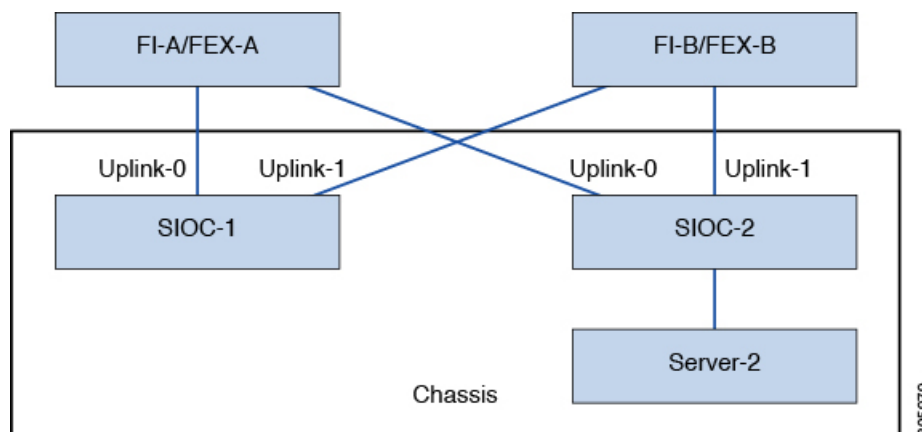 FI-A/FEX-A
FI-B/FEX-B
Uplink-0
Uplink-1
Uplink-0
Uplink-1
SIOC-1
SIOC-2
Server-2
Chassis